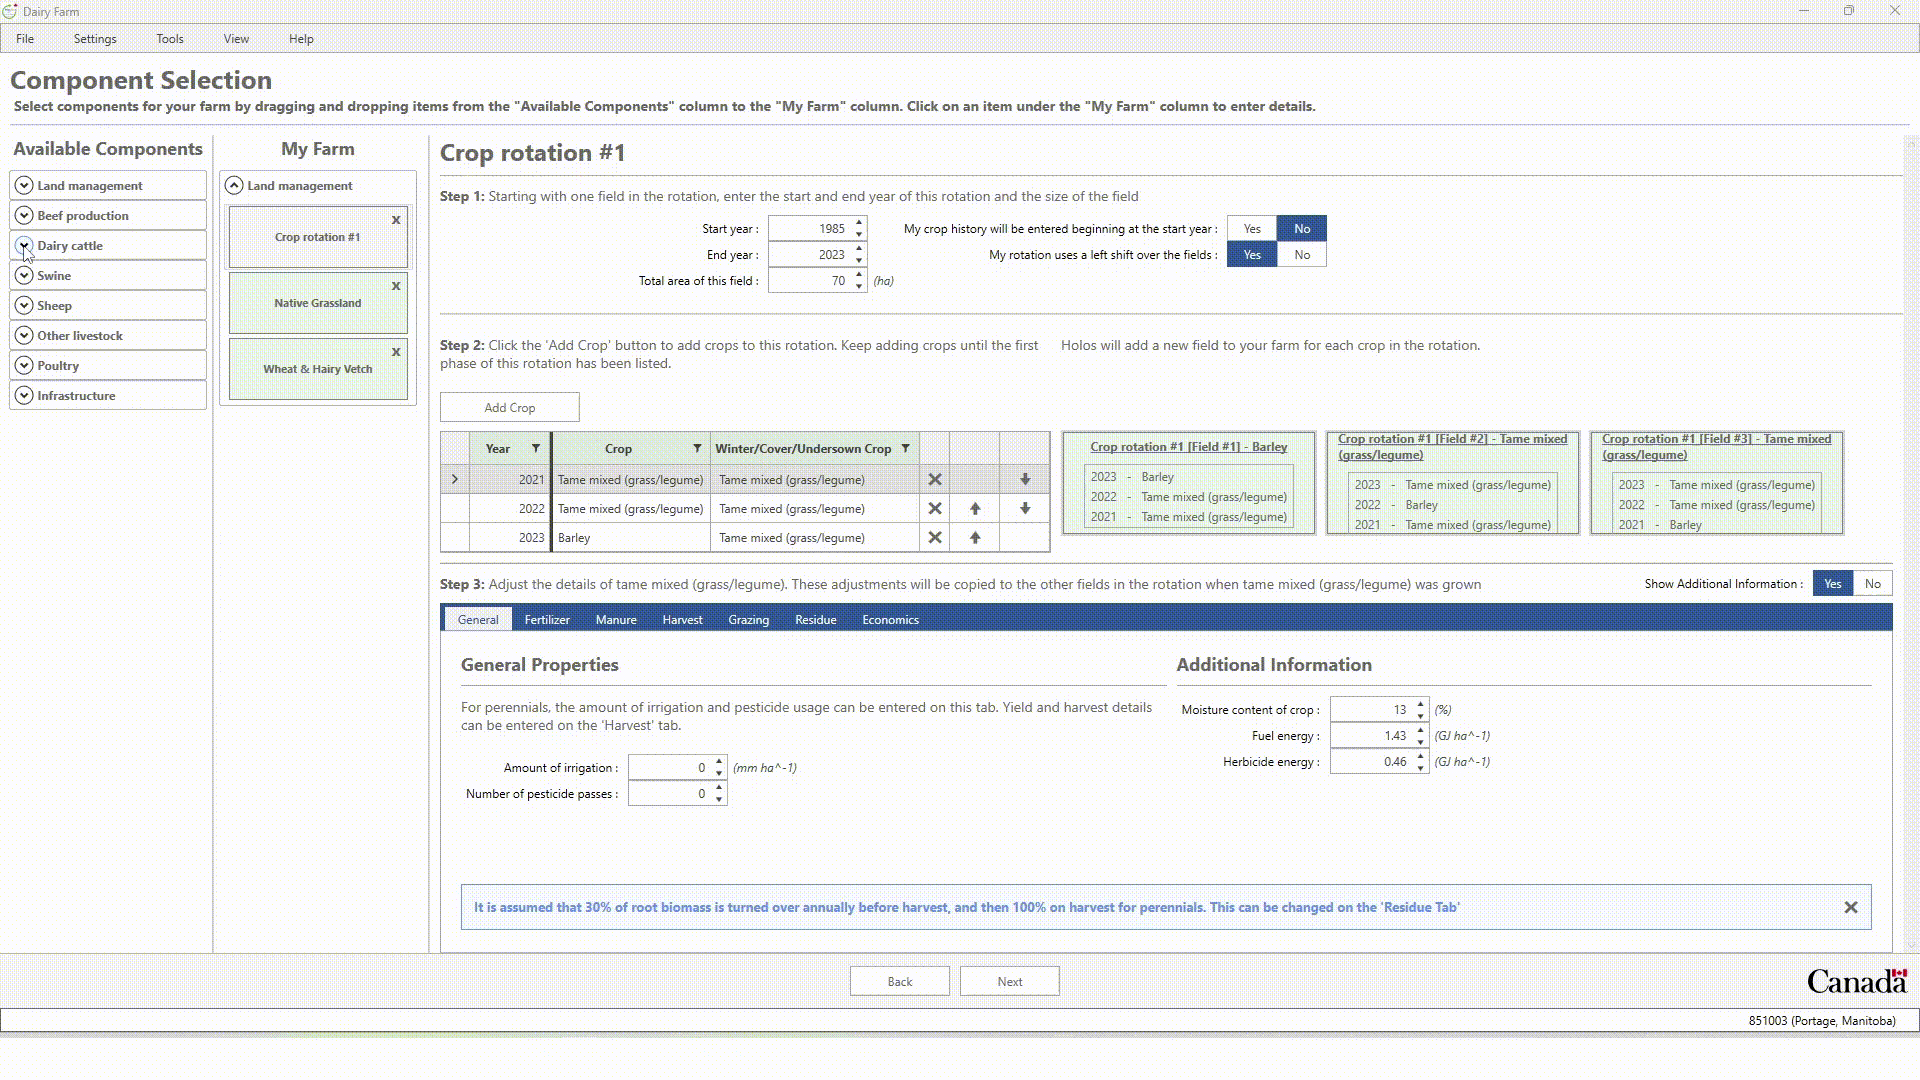 Dairy Farm
File Settings Tools View Help
Component Selection
Select components for your farm by dragging and dropping items from the "Available Components" column to the "My Farm" column. Click on an item under the "My Farm" column to enter details.
Available Components
Land management
Beef production
Dairy cattle
Swine
Sheep
Other livestock
Poultry
Infrastructure
My Farm
Land management
x
Crop rotation #1
x
Native Grassland
x
Wheat & Hairy Vetch
Crop rotation #1
Step 1: Starting with one field in the rotation, enter the start and end year of this rotation and the size of the field
Start year : 1985 My crop history will be entered beginning at the start year : Yes No
End year : 2023 My rotation uses a left shift over the fields : Yes No
Total area of this field : 70 (ha)
Step 2: Click the 'Add Crop' button to add crops to this rotation. Keep adding crops until the first
phase of this rotation has been listed.
Holos will add a new field to your farm for each crop in the rotation.
Add Crop
Year Crop Winter/Cover/Undersown Crop
2021 Tame mixed (grass/legume) Tame mixed (grass/legume)
2022 Tame mixed (grass/legume) Tame mixed (grass/legume)
2023 Barley Tame mixed (grass/legume)
Crop rotation #1 [Field #1] - Barley
2023 - Barley
2022 - Tame mixed (grass/legume)
2021 - Tame mixed (grass/legume)
Crop rotation #1 [Field #2] - Tame mixed
(grass/legume)
2023 - Tame mixed (grass/legume)
2022 - Barley
2021 - Tame mixed (grass/legume)
Crop rotation #1 [Field #3] - Tame mixed
(grass/legume)
2023 - Tame mixed (grass/legume)
2022 - Tame mixed (grass/legume)
2021 - Barley
Step 3: Adjust the details of tame mixed (grass/legume). These adjustments will be copied to the other fields in the rotation when tame mixed (grass/legume) was grown
Show Additional Information : Yes No
General Fertilizer Manure Harvest Grazing Residue Economics
General Properties
For perennials, the amount of irrigation and pesticide usage can be entered on this tab. Yield and harvest details
can be entered on the 'Harvest' tab.
Amount of irrigation : 0 (mm ha^-1)
Number of pesticide passes : 0
Additional Information
Moisture content of crop : 13 (%)
Fuel energy : 1.43 (GJ ha^-1)
Herbicide energy : 0.46 (GJ ha^-1)
It is assumed that 30% of root biomass is turned over annually before harvest, and then 100% on harvest for perennials. This can be changed on the 'Residue Tab'
Back Next
Canada
851003 (Portage, Manitoba)